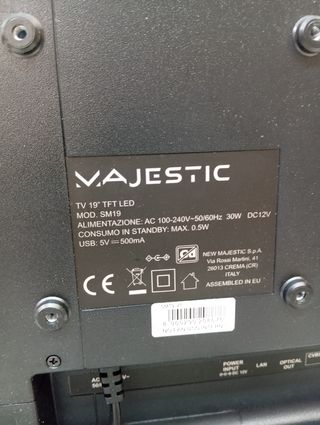 MAJESTIC
TV 19" TFT LED
MOD. SM19
ALIMENTAZIONE: AC 100-240V~50/60Hz 30W DC12V
CONSUMO IN STANDBY: MAX. 0.5W
USB: 5V⎓500mA
NEW MAJESTIC S.p.A
Via Rossi Martini, 41
26013 CREMA (CR)
ITALY
ASSEMBLED IN EU
CE
POWER INPUT
LAN
OPTICAL OUT